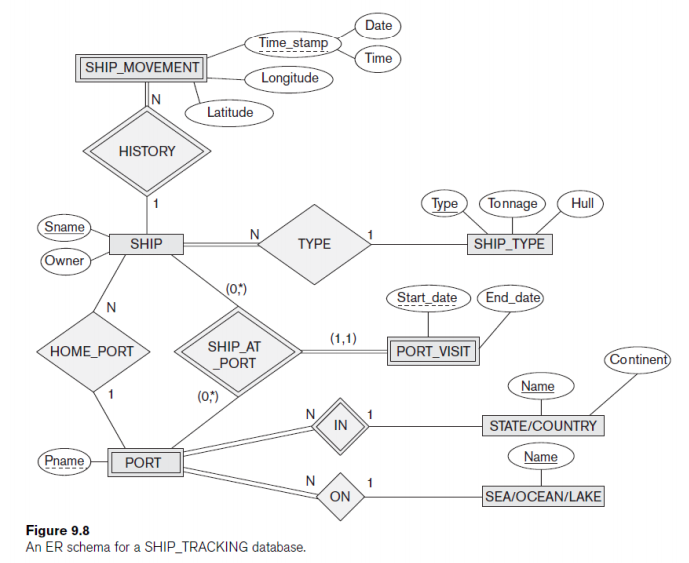 Date
Time_stamp
Time
SHIP_MOVEMENT
Longitude
N
Latitude
HISTORY
1
Type
Tonnage
Hull
Sname
N
1
SHIP
TYPE
SHIP_TYPE
Owner
(0,*)
Start_date
End_date
N
(1,1)
HOME_PORT
SHIP_AT
_PORT
PORT_VISIT
Continent
1
(0,*)
Name
N
1
IN
STATE/COUNTRY
Pname
PORT
Name
N
1
ON
SEA/OCEAN/LAKE
Figure 9.8
An ER schema for a SHIP_TRACKING database.